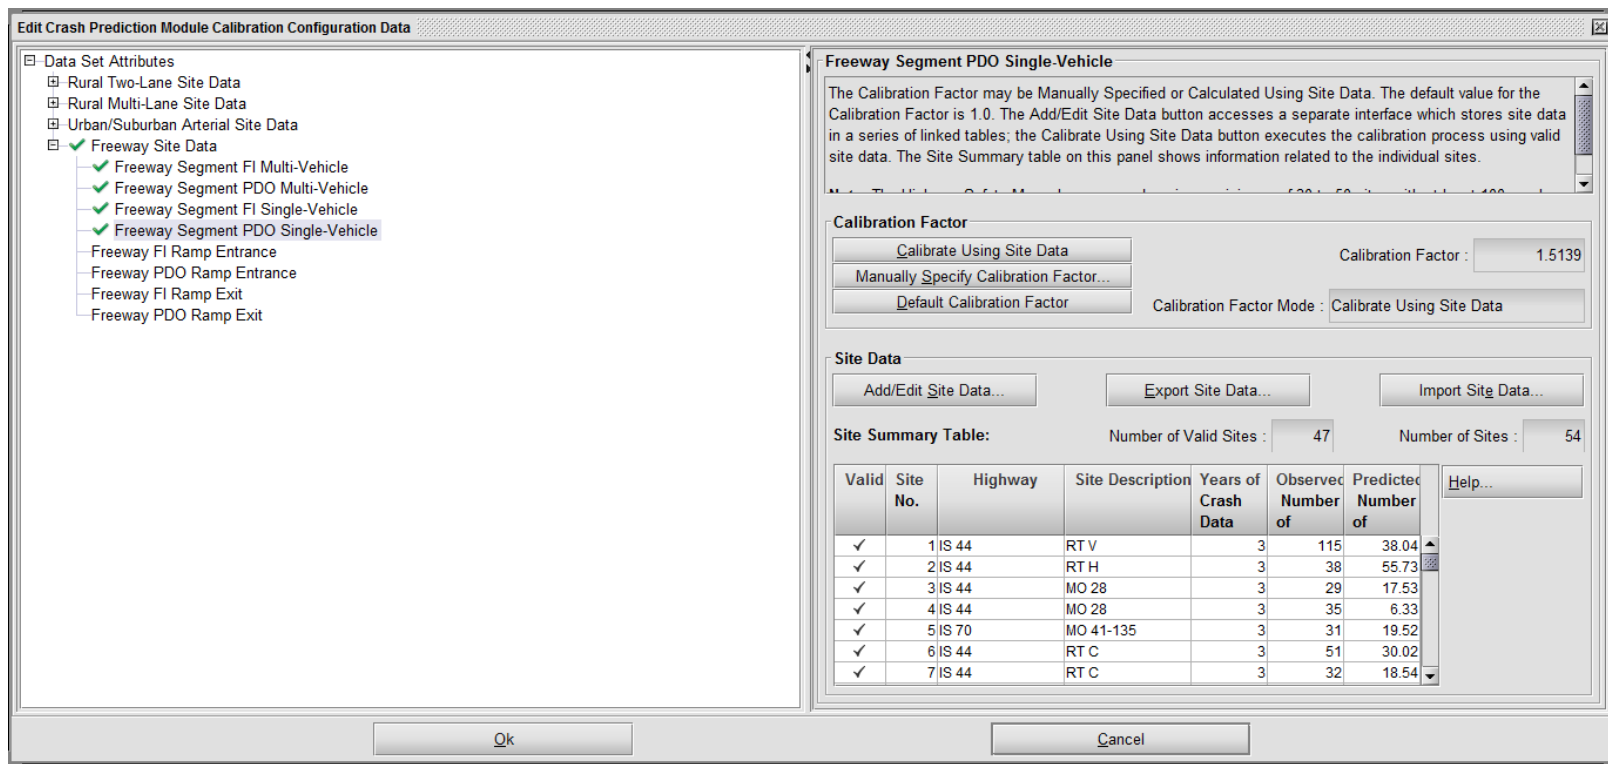 Edit Crash Prediction Module Calibration Configuration Data
Data Set Attributes
Rural Two-Lane Site Data
Rural Multi-Lane Site Data
Urban/Suburban Arterial Site Data
Freeway Site Data
Freeway Segment FI Multi-Vehicle
Freeway Segment PDO Multi-Vehicle
Freeway Segment FI Single-Vehicle
Freeway Segment PDO Single-Vehicle
Freeway FI Ramp Entrance
Freeway PDO Ramp Entrance
Freeway FI Ramp Exit
Freeway PDO Ramp Exit
Freeway Segment PDO Single-Vehicle
The Calibration Factor may be Manually Specified or Calculated Using Site Data. The default value for the
Calibration Factor is 1.0. The Add/Edit Site Data button accesses a separate interface which stores site data
in a series of linked tables; the Calibrate Using Site Data button executes the calibration process using valid
site data. The Site Summary table on this panel shows information related to the individual sites.
Calibration Factor
Calibrate Using Site Data
Calibration Factor : 1.5139
Manually Specify Calibration Factor...
Default Calibration Factor
Calibration Factor Mode : Calibrate Using Site Data
Site Data
Add/Edit Site Data... Export Site Data... Import Site Data...
Site Summary Table: Number of Valid Sites : 47 Number of Sites : 54
Valid Site Highway Site Description Years of Observed Predicted
No. Crash Number Number
Data of of
Help...
1 IS 44 RT V 3 115 38.04
2 IS 44 RT H 3 38 55.73
3 IS 44 MO 28 3 29 17.53
4 IS 44 MO 28 3 35 6.33
5 IS 70 MO 41-135 3 31 19.52
6 IS 44 RT C 3 51 30.02
7 IS 44 RT C 3 32 18.54
Ok Cancel